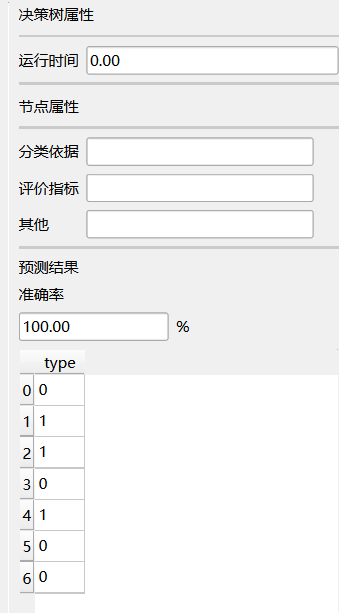 决策树属性
运行时间 0.00
节点属性
分类依据
评价指标
其他
预测结果
准确率
100.00 %
type
0 0
1 1
2 1
3 0
4 1
5 0
6 0